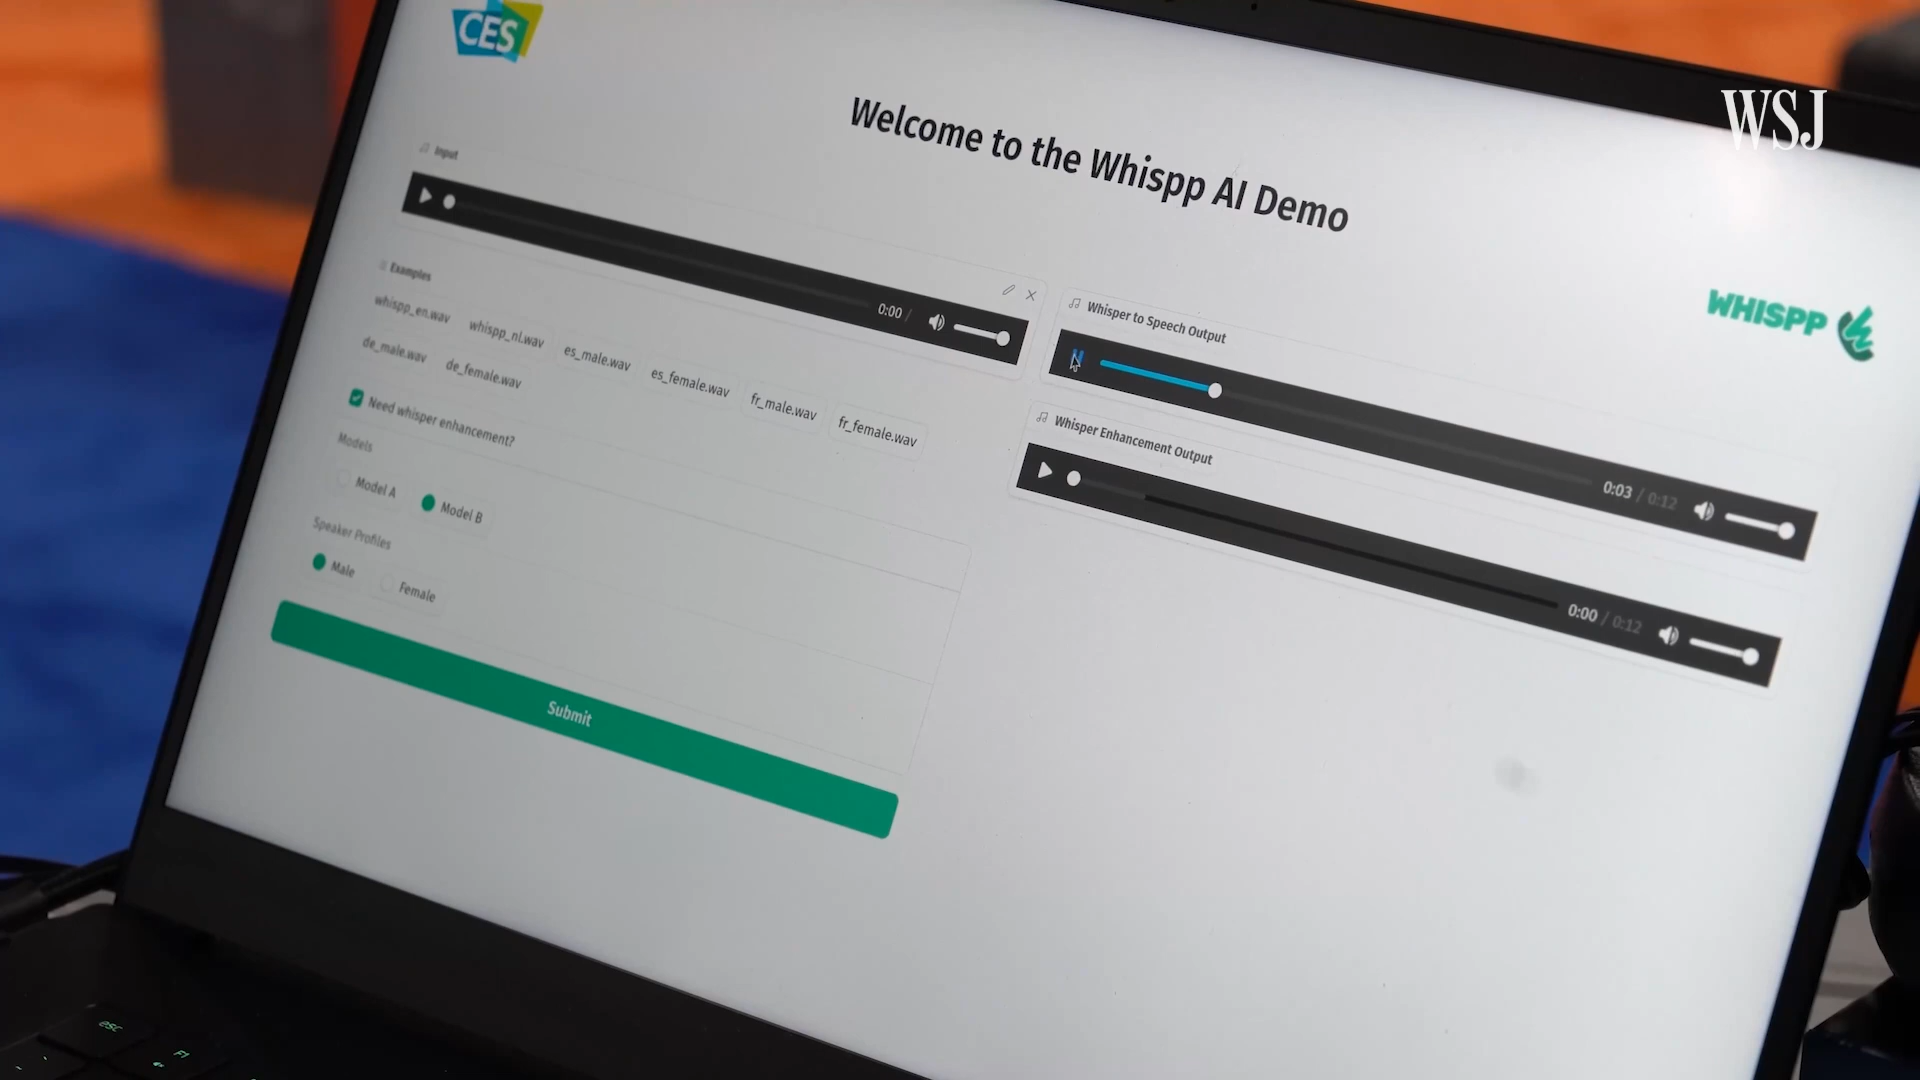 CES
WSJ
Welcome to the Whispp AI Demo
Input
0:00 /
Examples
whispp_en.wav
whispp_nl.wav
es_male.wav
es_female.wav
fr_male.wav
fr_female.wav
de_male.wav
de_female.wav
Need whisper enhancement?
Models
Model A
Model B
Speaker Profiles
Male
Female
Submit
WHISPP
Whisper to Speech Output
0:03 / 0:12
Whisper Enhancement Output
0:00 / 0:12
esc
F1